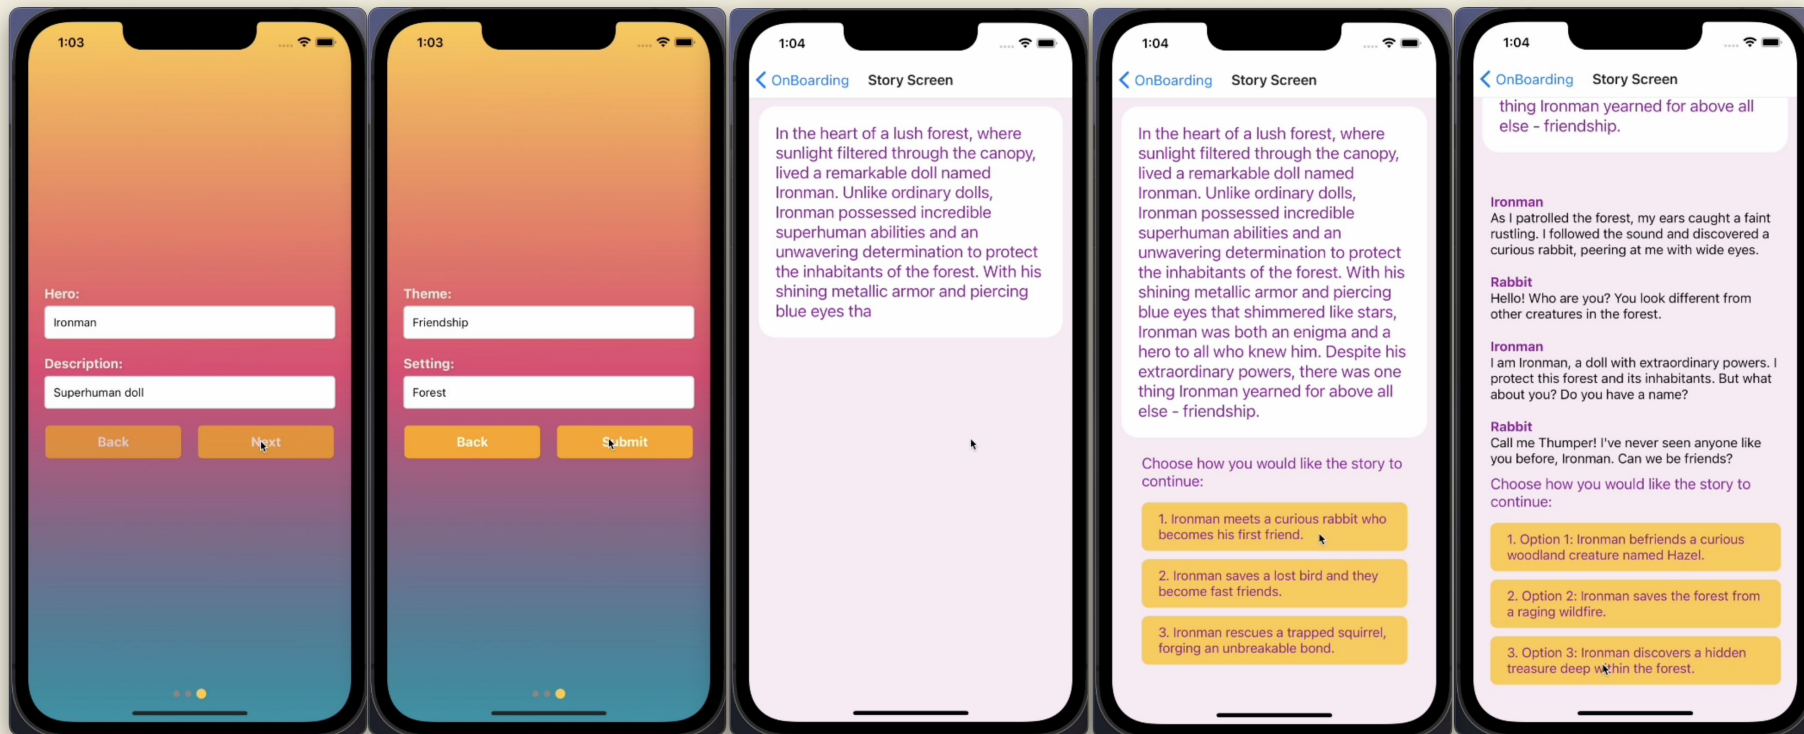 1:03
Hero:
Ironman
Description:
Superhuman doll
Back
Next
1:03
Theme:
Friendship
Setting:
Forest
Back
Submit
1:04
OnBoarding
Story Screen
In the heart of a lush forest, where
sunlight filtered through the canopy,
lived a remarkable doll named
Ironman. Unlike ordinary dolls,
Ironman possessed incredible
superhuman abilities and an
unwavering determination to protect
the inhabitants of the forest. With his
shining metallic armor and piercing
blue eyes tha
1:04
OnBoarding
Story Screen
In the heart of a lush forest, where
sunlight filtered through the canopy,
lived a remarkable doll named
Ironman. Unlike ordinary dolls,
Ironman possessed incredible
superhuman abilities and an
unwavering determination to protect
the inhabitants of the forest. With his
shining metallic armor and piercing
blue eyes that shimmered like stars,
Ironman was both an enigma and a
hero to all who knew him. Despite his
extraordinary powers, there was one
thing Ironman yearned for above all
else - friendship.
Choose how you would like the story to
continue:
1. Ironman meets a curious rabbit who
becomes his first friend.
2. Ironman saves a lost bird and they
become fast friends.
3. Ironman rescues a trapped squirrel,
forging an unbreakable bond.
1:04
OnBoarding
Story Screen
thing Ironman yearned for above all
else - friendship.
Ironman
As I patrolled the forest, my ears caught a faint
rustling. I followed the sound and discovered a
curious rabbit, peering at me with wide eyes.
Rabbit
Hello! Who are you? You look different from
other creatures in the forest.
Ironman
I am Ironman, a doll with extraordinary powers. I
protect this forest and its inhabitants. But what
about you? Do you have a name?
Rabbit
Call me Thumper! I've never seen anyone like
you before, Ironman. Can we be friends?
Choose how you would like the story to
continue:
1. Option 1: Ironman befriends a curious
woodland creature named Hazel.
2. Option 2: Ironman saves the forest from
a raging wildfire.
3. Option 3: Ironman discovers a hidden
treasure deep within the forest.